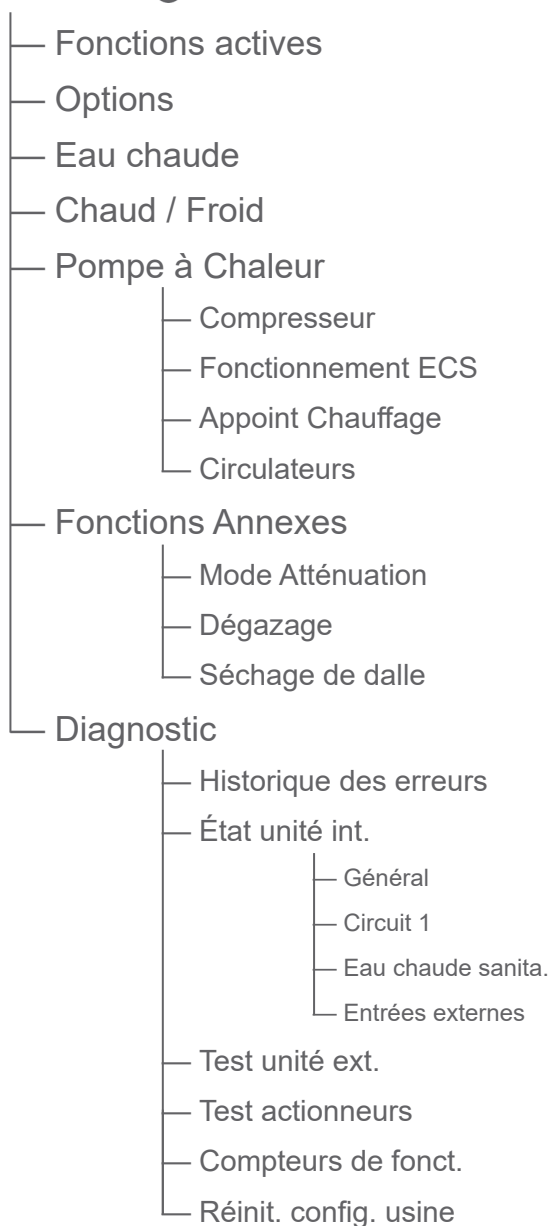 Fonctions actives
Options
Eau chaude
Chaud / Froid
Pompe à Chaleur
Compresseur
Fonctionnement ECS
Appoint Chauffage
Circulateurs
Fonctions Annexes
Mode Atténuation
Dégazage
Séchage de dalle
Diagnostic
Historique des erreurs
État unité int.
Général
Circuit 1
Eau chaude sanita.
Entrées externes
Test unité ext.
Test actionneurs
Compteurs de fonct.
Réinit. config. usine